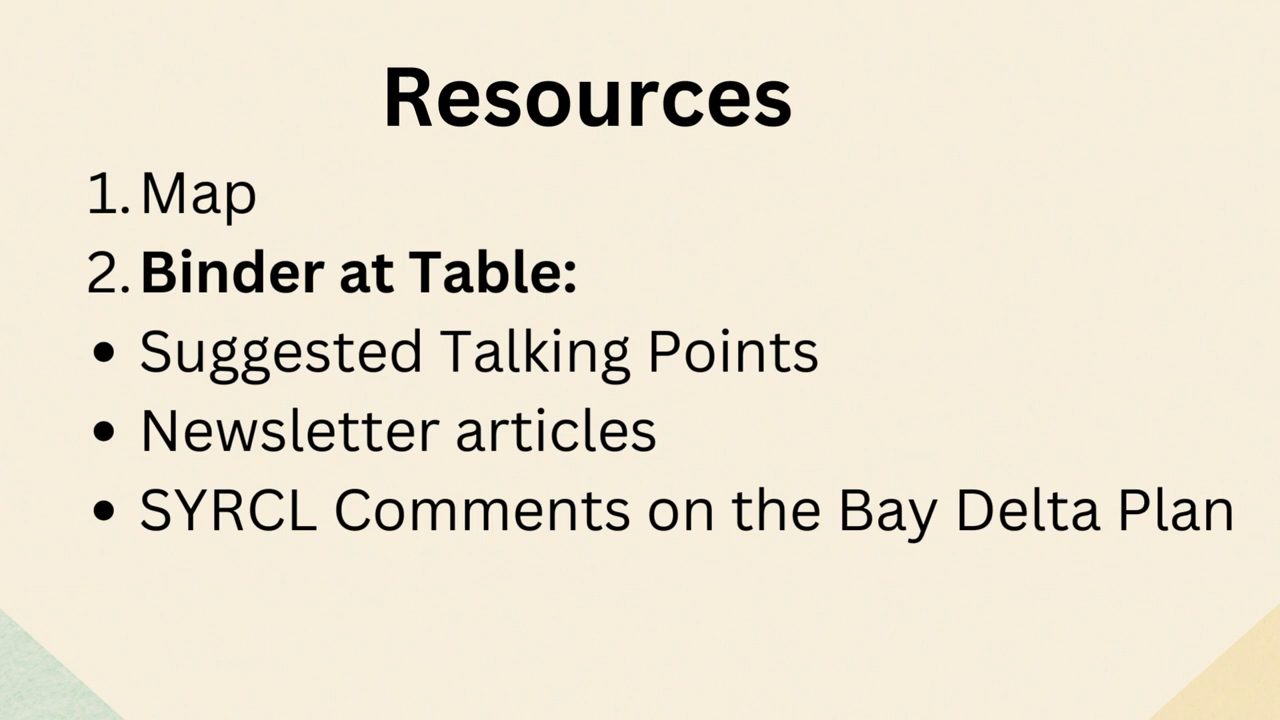 Resources
1. Map
2. Binder at Table:
• Suggested Talking Points
• Newsletter articles
• SYRCL Comments on the Bay Delta Plan